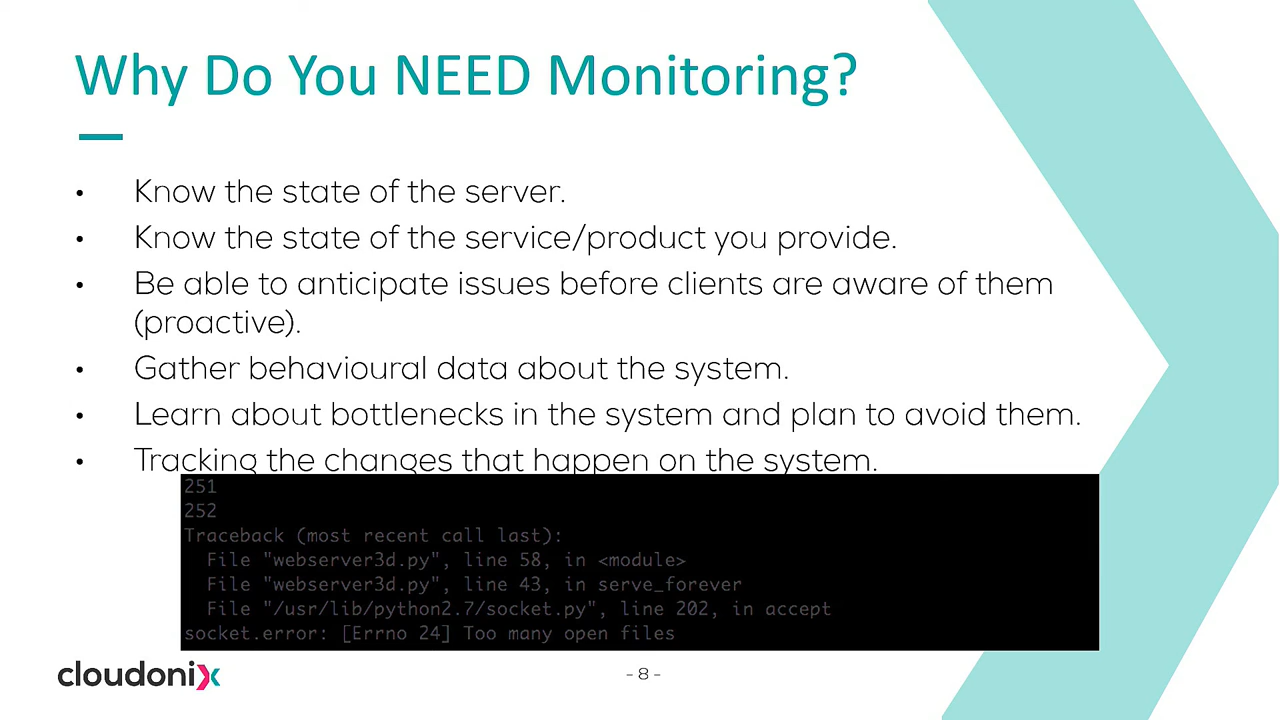 Why Do You NEED Monitoring?
• Know the state of the server.
• Know the state of the service/product you provide.
• Be able to anticipate issues before clients are aware of them
(proactive).
• Gather behavioural data about the system.
• Learn about bottlenecks in the system and plan to avoid them.
• Tracking the changes that happen on the system.
251
252
Traceback (most recent call last):
  File "webserver3d.py", line 58, in <module>
  File "webserver3d.py", line 43, in serve_forever
  File "/usr/lib/python2.7/socket.py", line 202, in accept
socket.error: [Errno 24] Too many open files
cloudonix
- 8 -